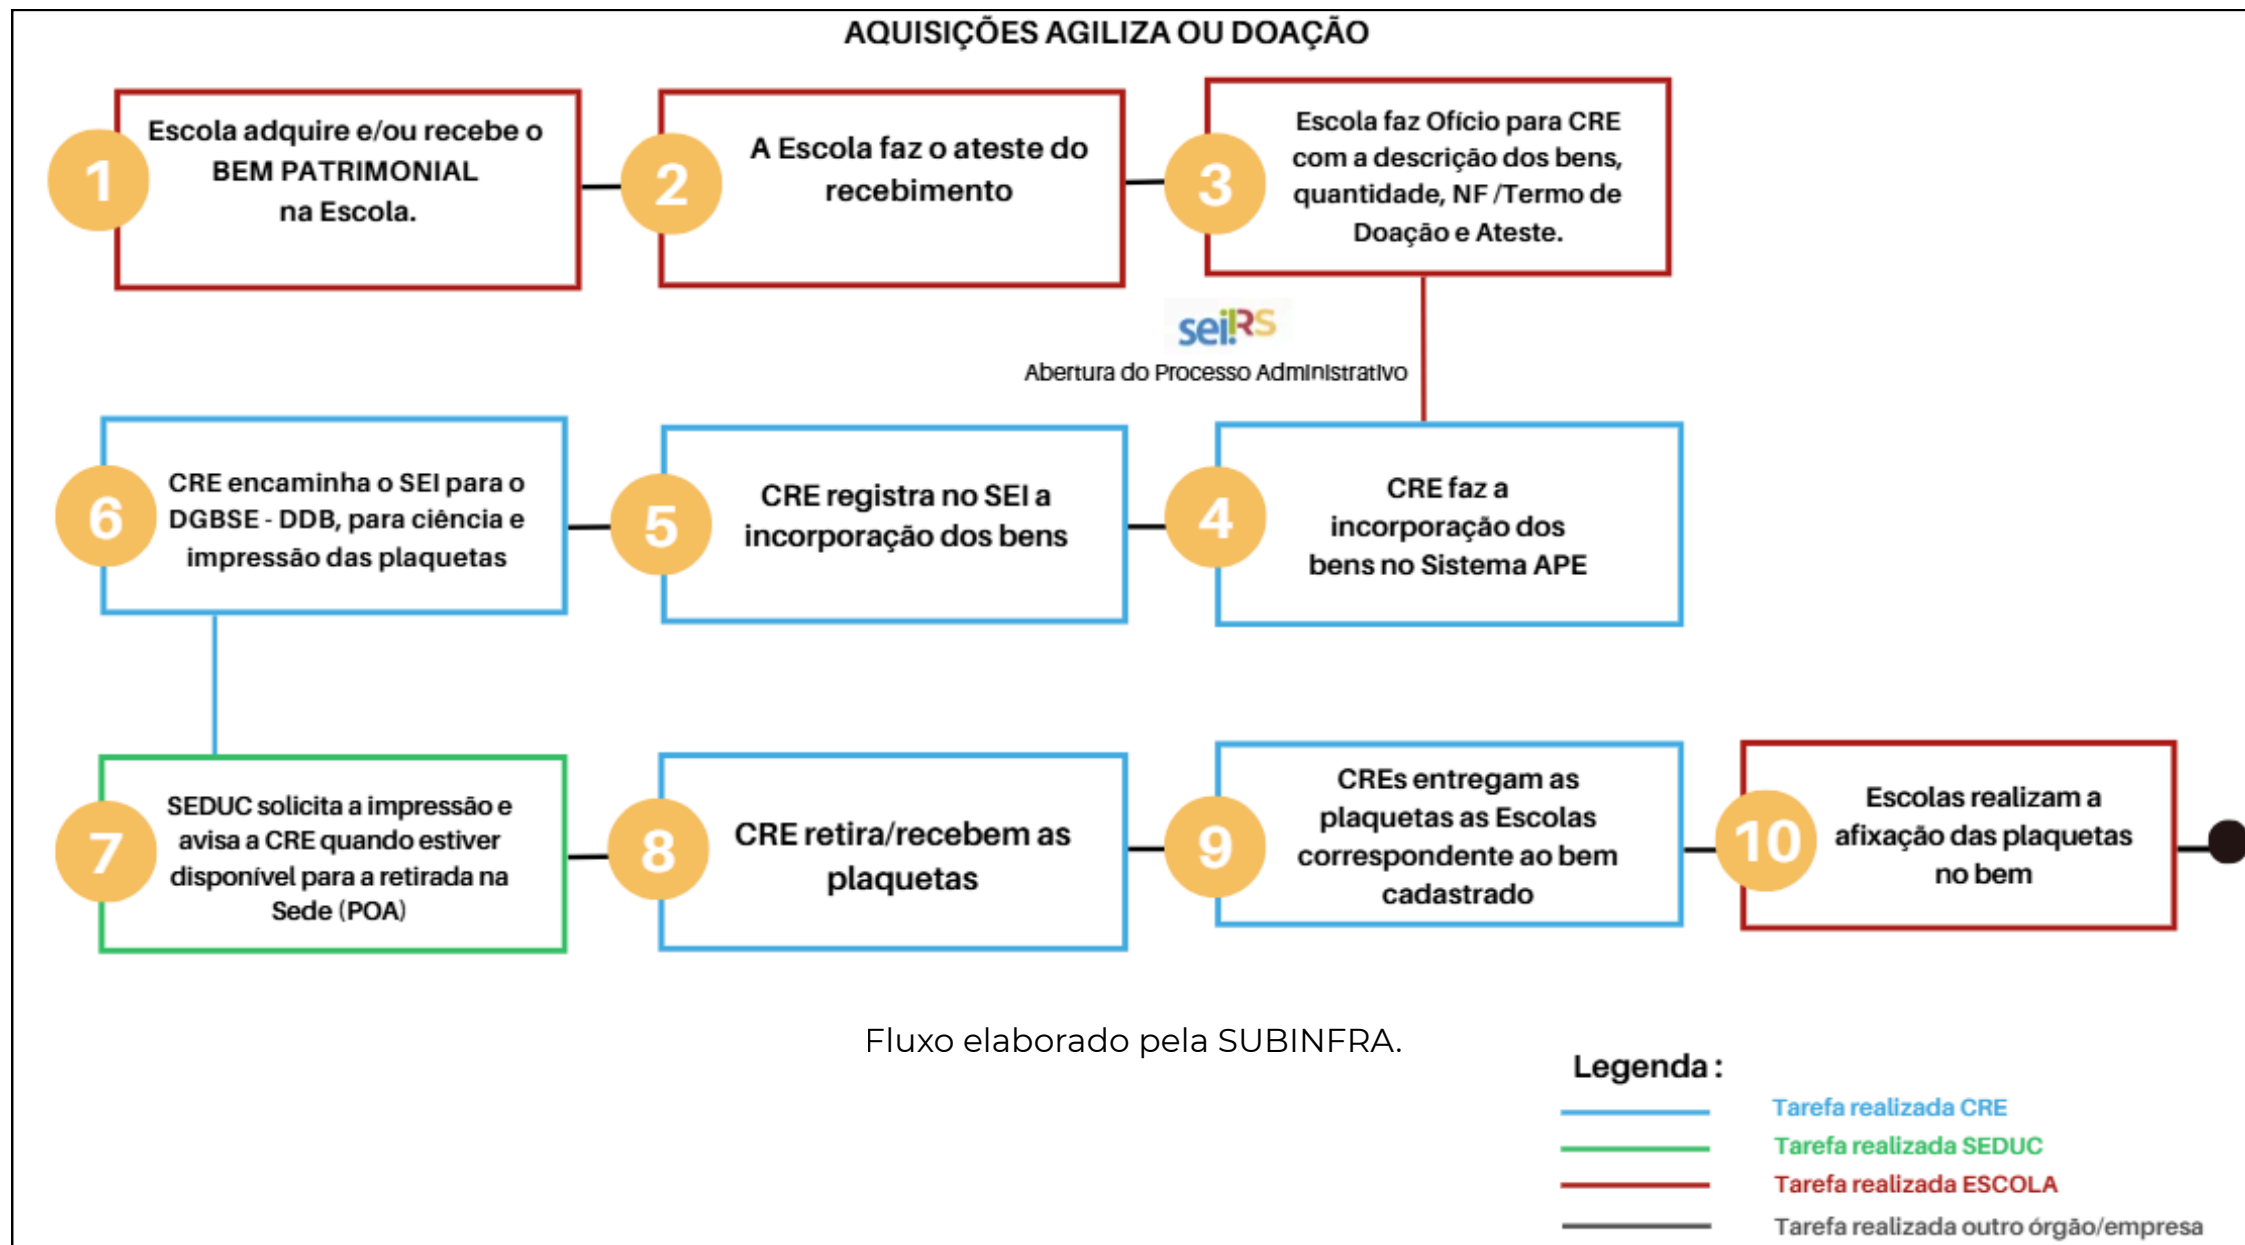 AQUISIÇÕES AGILIZA OU DOAÇÃO
1
Escola adquire e/ou recebe o
BEM PATRIMONIAL
na Escola.
2
A Escola faz o ateste do
recebimento
3
Escola faz Ofício para CRE
com a descrição dos bens,
quantidade, NF /Termo de
Doação e Ateste.
sei!RS
Abertura do Processo Administrativo
4
CRE faz a
incorporação dos
bens no Sistema APE
5
CRE registra no SEI a
incorporação dos bens
6
CRE encaminha o SEI para o
DGBSE - DDB, para ciência e
impressão das plaquetas
7
SEDUC solicita a impressão e
avisa a CRE quando estiver
disponível para a retirada na
Sede (POA)
8
CRE retira/recebem as
plaquetas
9
CREs entregam as
plaquetas as Escolas
correspondente ao bem
cadastrado
10
Escolas realizam a
afixação das plaquetas
no bem
Fluxo elaborado pela SUBINFRA.
Legenda :
Tarefa realizada CRE
Tarefa realizada SEDUC
Tarefa realizada ESCOLA
Tarefa realizada outro órgão/empresa